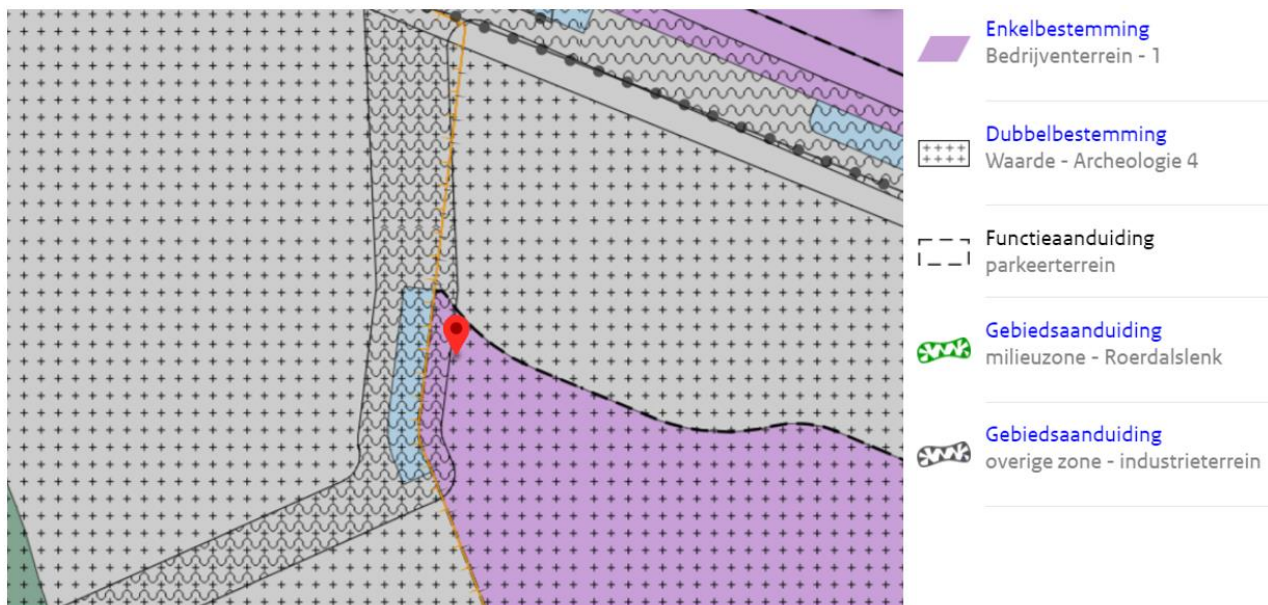 Enkelbestemming
Bedrijventerrein - 1
Dubbelbestemming
Waarde - Archeologie 4
Functieaanduiding
parkeerterrein
Gebiedsaanduiding
milieuzone - Roerdalslenk
Gebiedsaanduiding
overige zone - industrieterrein